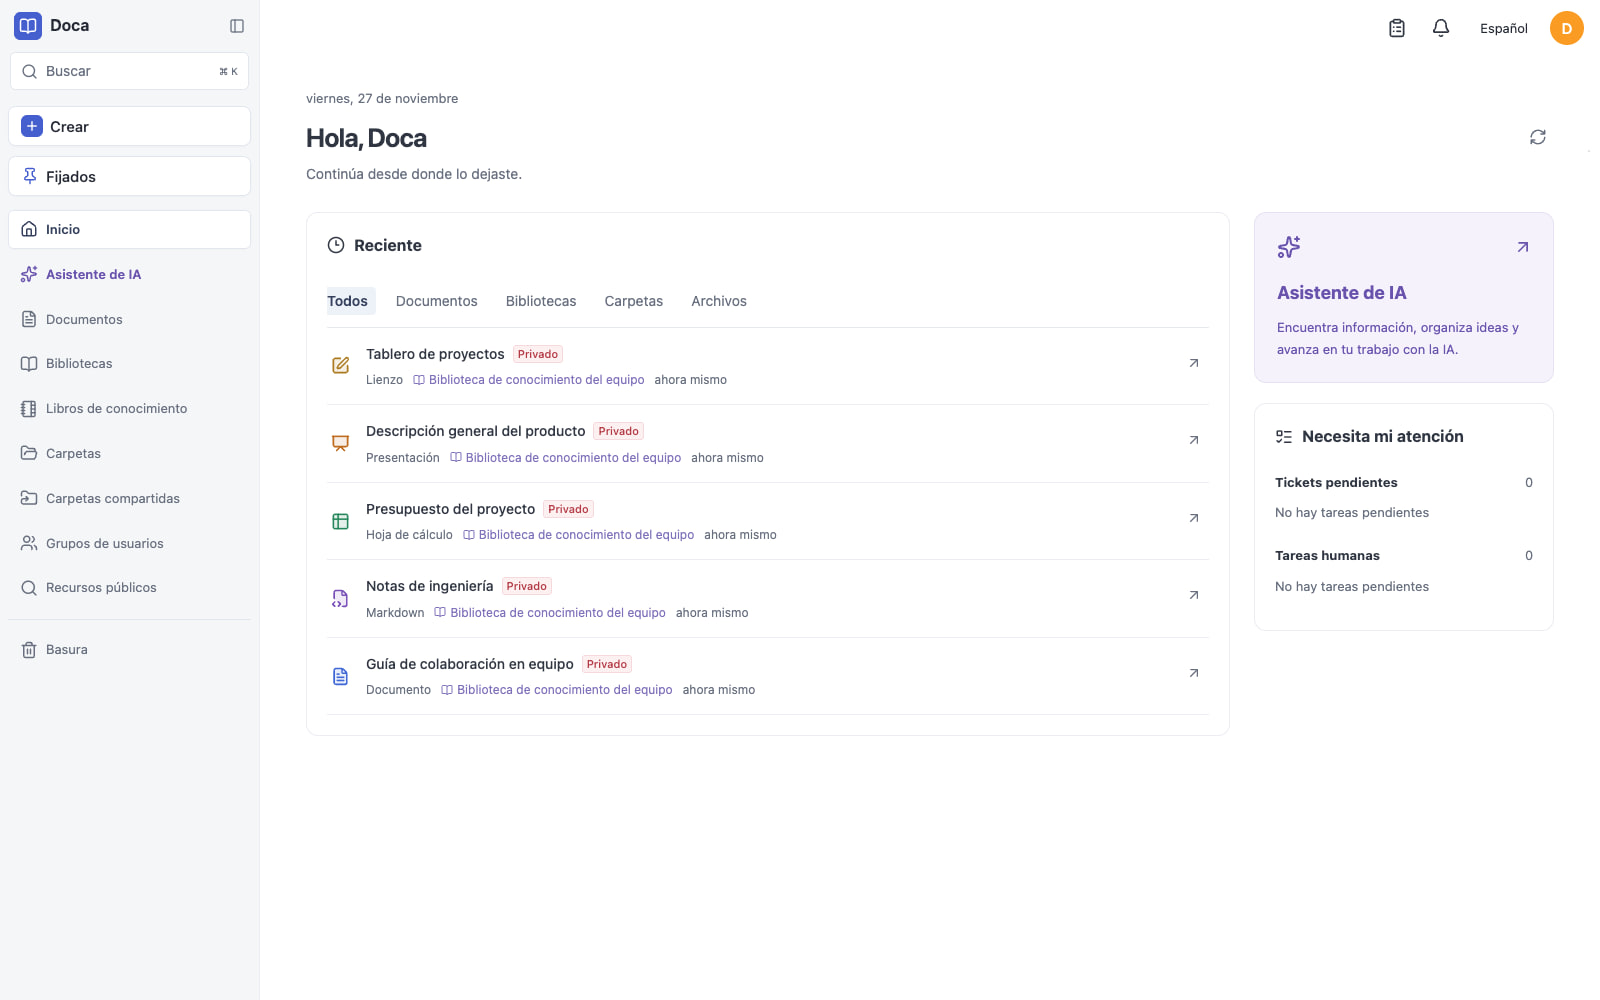 Doca
Buscar ⌘ K
Crear
Fijados
Inicio
Asistente de IA
Documentos
Bibliotecas
Libros de conocimiento
Carpetas
Carpetas compartidas
Grupos de usuarios
Recursos públicos
Basura
Español
D
viernes, 27 de noviembre
Hola, Doca
Continúa desde donde lo dejaste.
Reciente
Todos Documentos Bibliotecas Carpetas Archivos
Tablero de proyectos Privado
Lienzo Biblioteca de conocimiento del equipo ahora mismo
Descripción general del producto Privado
Presentación Biblioteca de conocimiento del equipo ahora mismo
Presupuesto del proyecto Privado
Hoja de cálculo Biblioteca de conocimiento del equipo ahora mismo
Notas de ingeniería Privado
Markdown Biblioteca de conocimiento del equipo ahora mismo
Guía de colaboración en equipo Privado
Documento Biblioteca de conocimiento del equipo ahora mismo
Asistente de IA
Encuentra información, organiza ideas y
avanza en tu trabajo con la IA.
Necesita mi atención
Tickets pendientes 0
No hay tareas pendientes
Tareas humanas 0
No hay tareas pendientes